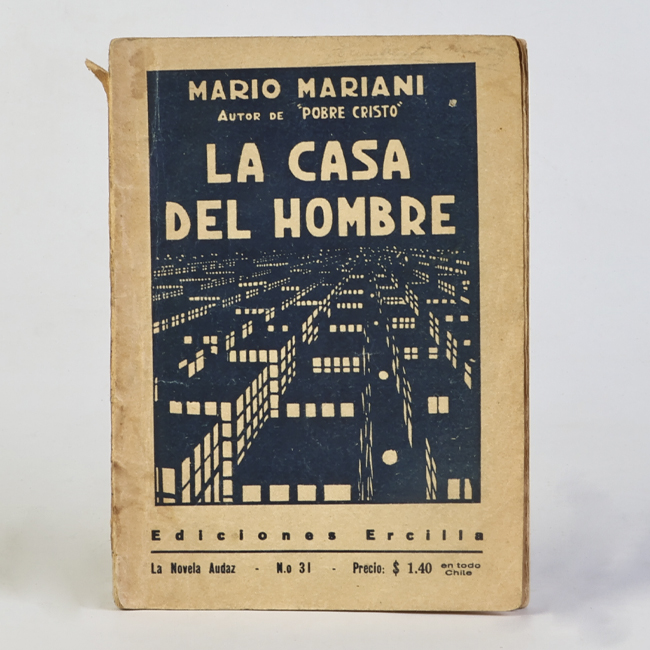 MARIO MARIANI
AUTOR DE "POBRE CRISTO"
LA CASA
DEL HOMBRE
Ediciones Ercilla
La Novela Audaz - N.o 31 - Precio: $ 1.40 en todo Chile